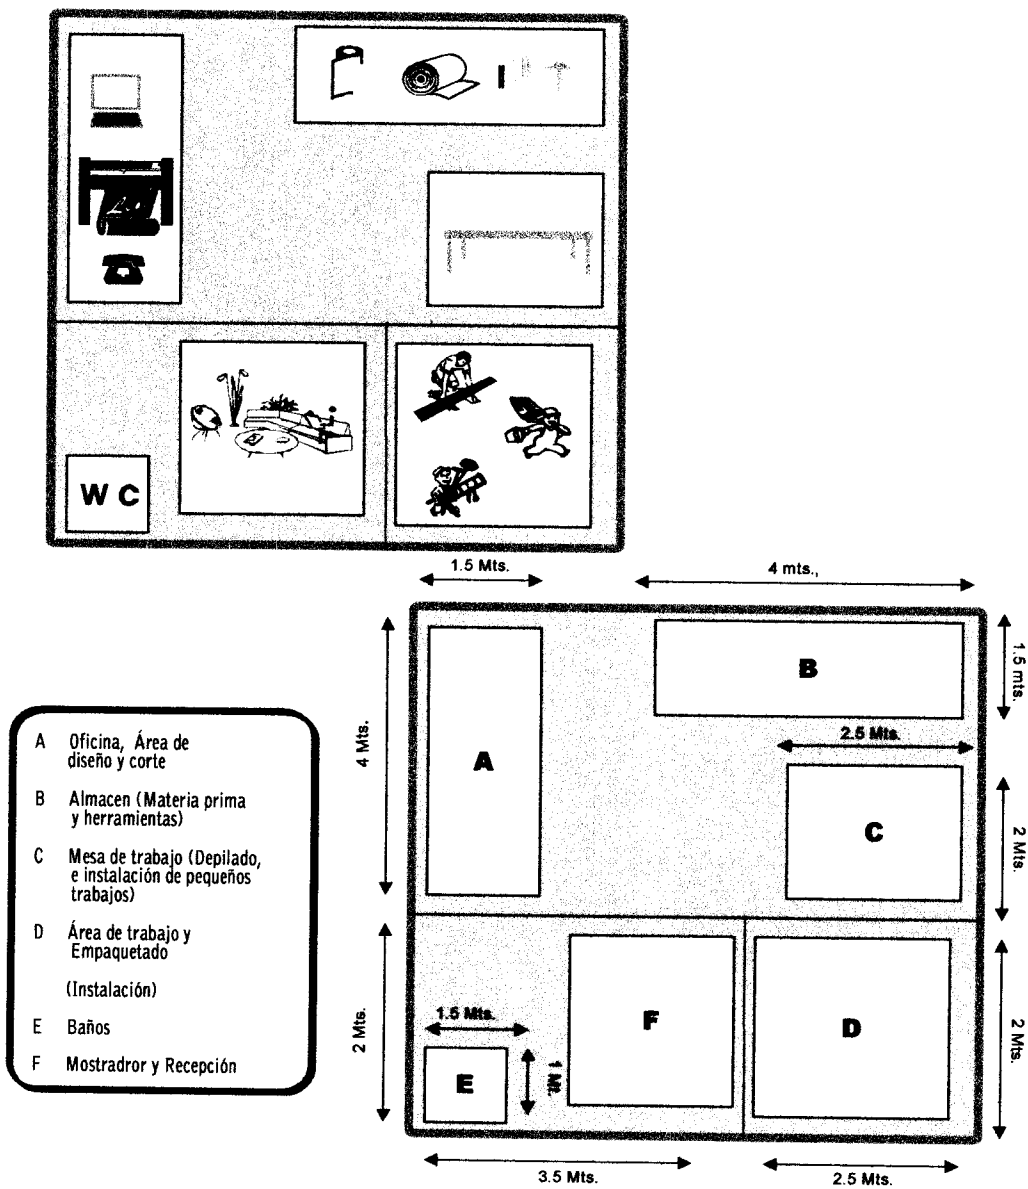 W C
1.5 Mts.
4 mts.,
1.5 mts.
B
2.5 Mts.
4 Mts.
A
C
2 Mts.
A Oficina, Área de
diseño y corte
B Almacen (Materia prima
y herramientas)
C Mesa de trabajo (Depilado,
e instalación de pequeños
trabajos)
D Área de trabajo y
Empaquetado
(Instalación)
E Baños
F Mostradror y Recepción
2 Mts.
1.5 Mts.
E
1 Mt.
F
D
2 Mts.
3.5 Mts.
2.5 Mts.